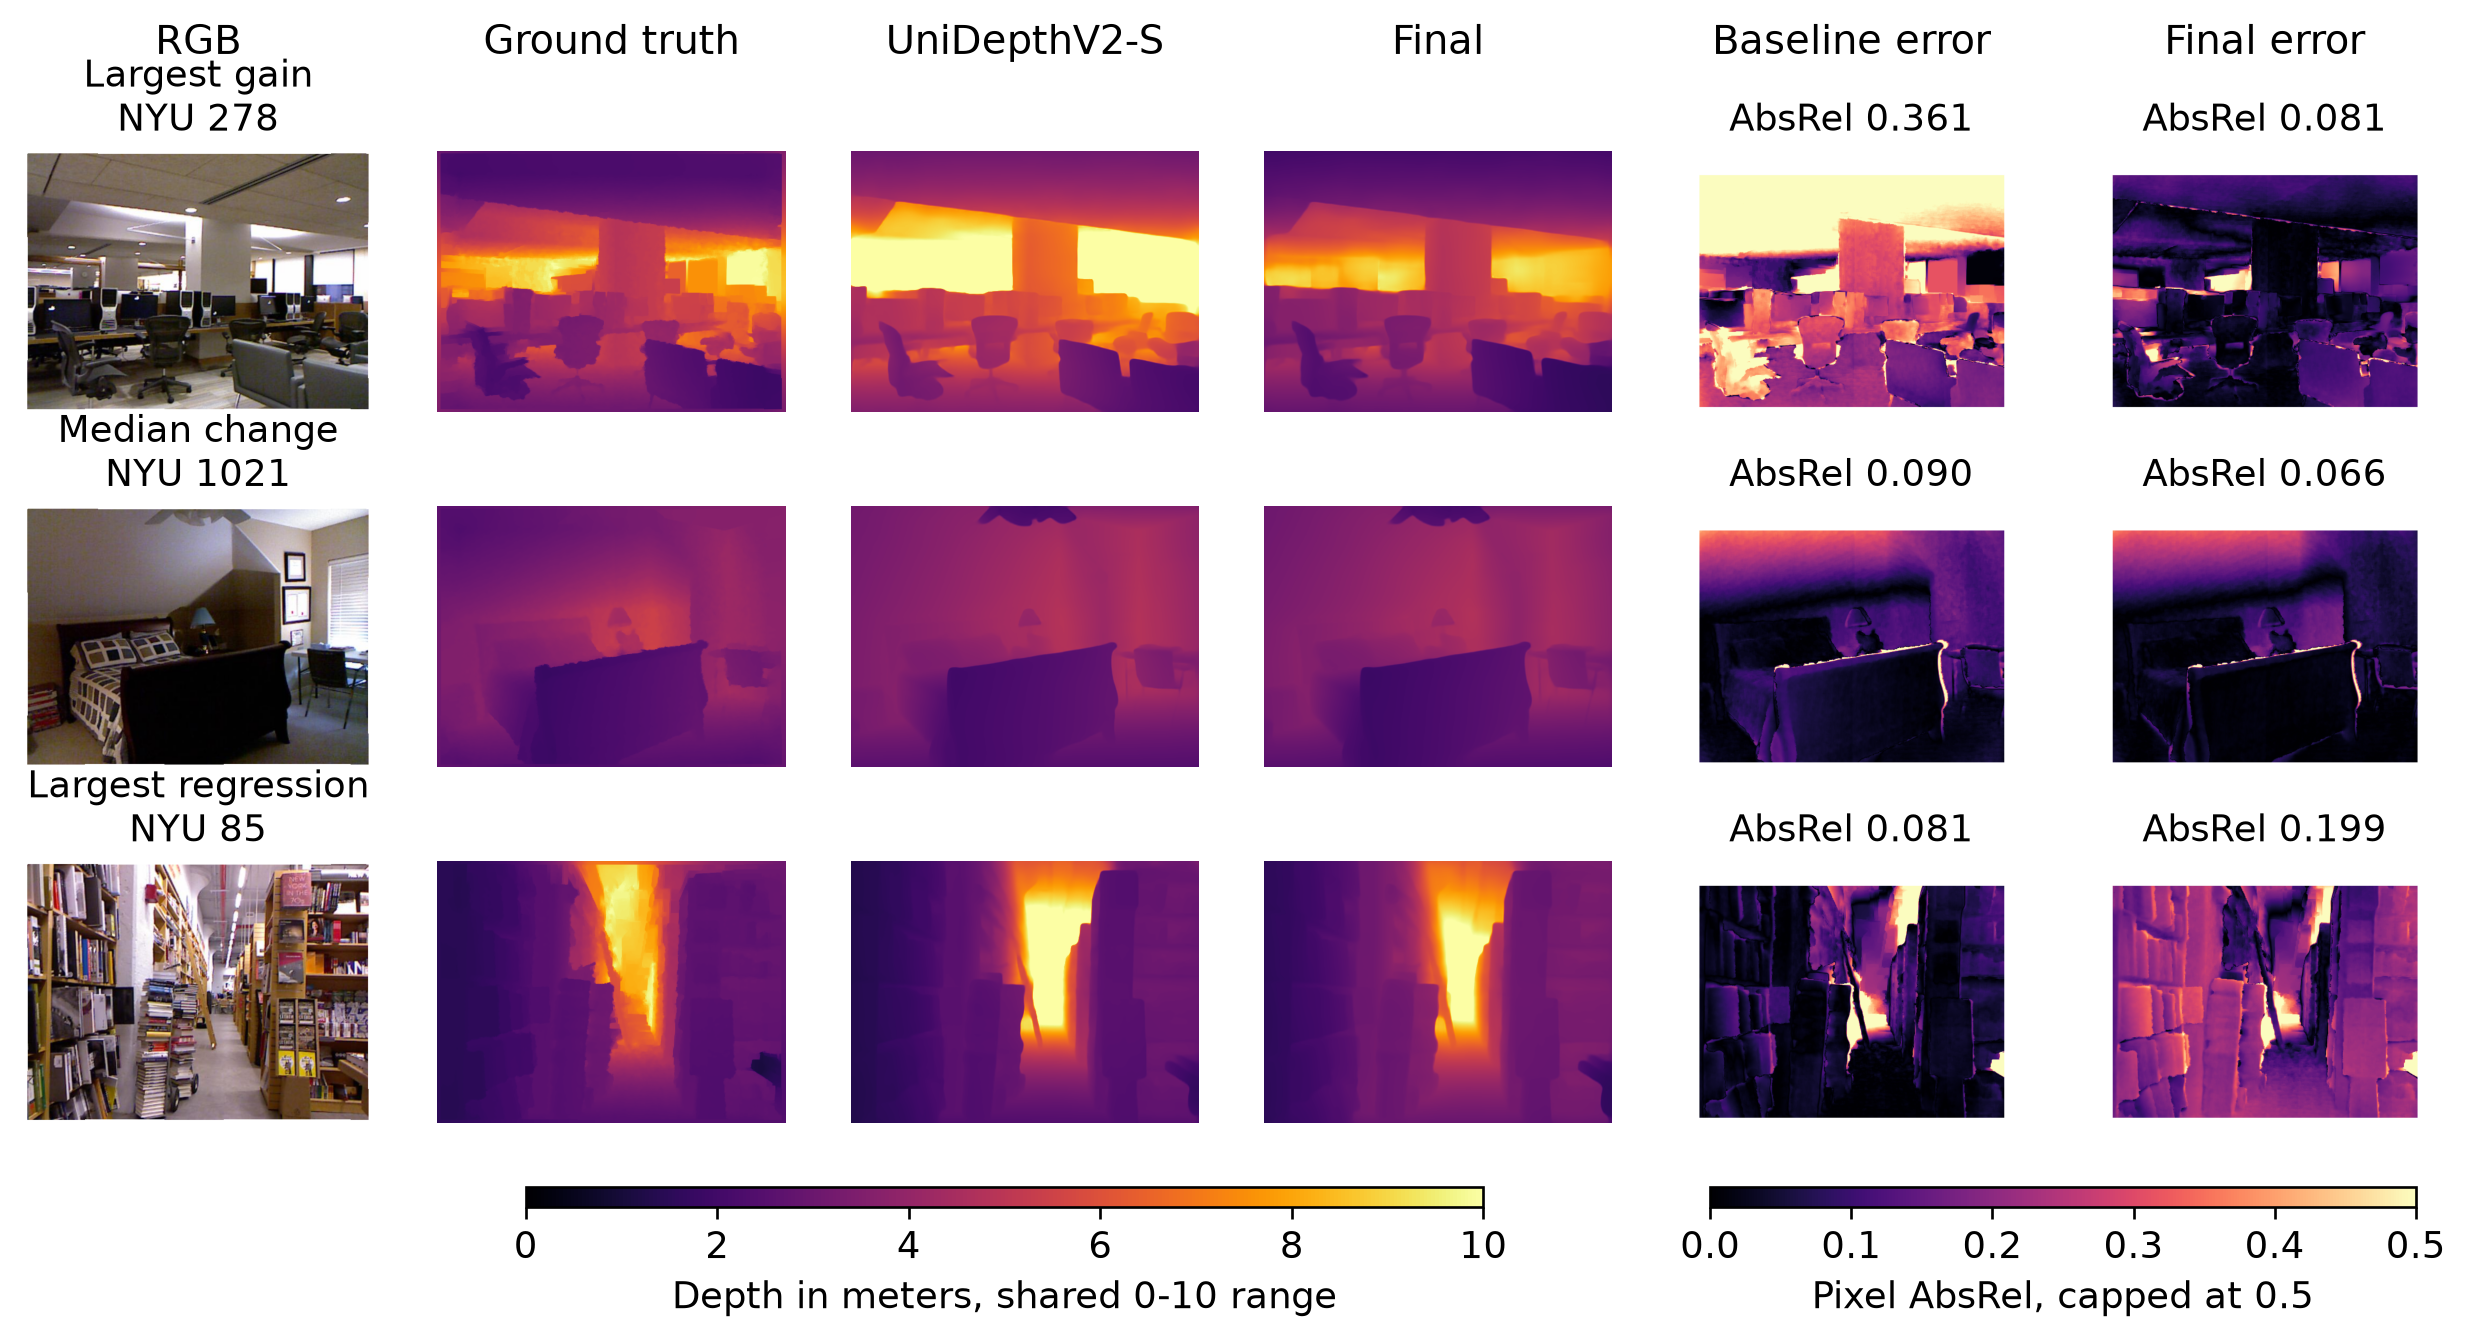 RGB
Ground truth
UniDepthV2-S
Final
Baseline error
Final error
Largest gain
NYU 278
AbsRel 0.361
AbsRel 0.081
Median change
NYU 1021
AbsRel 0.090
AbsRel 0.066
Largest regression
NYU 85
AbsRel 0.081
AbsRel 0.199
0 2 4 6 8 10
Depth in meters, shared 0-10 range
0.0 0.1 0.2 0.3 0.4 0.5
Pixel AbsRel, capped at 0.5